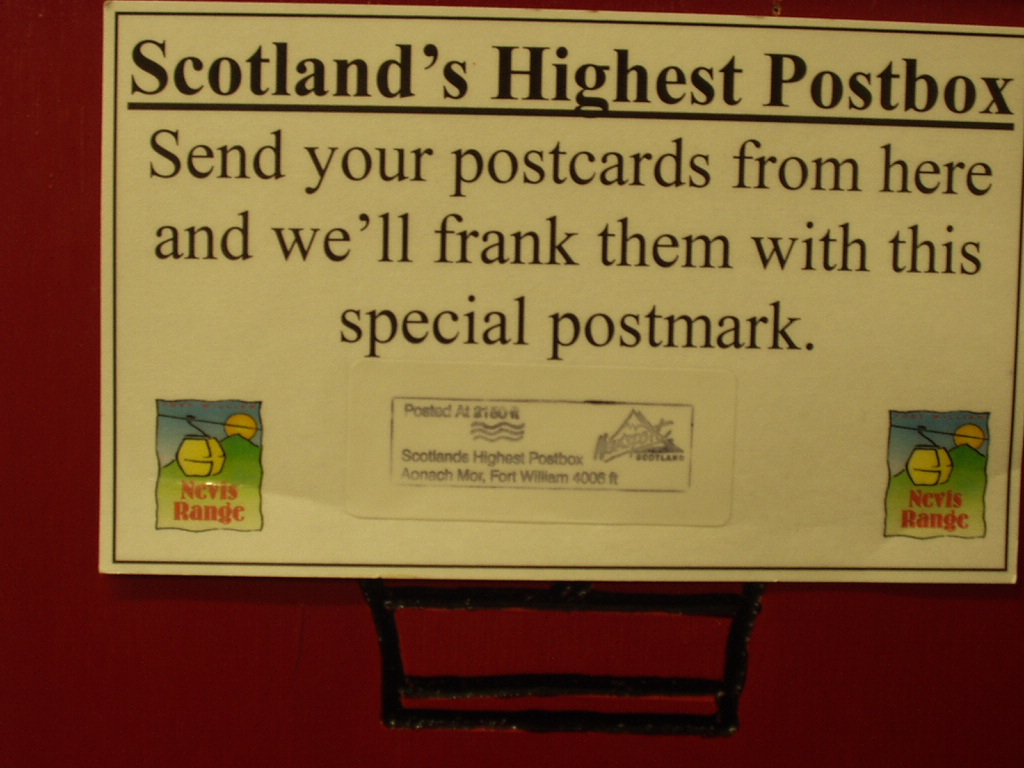 Scotland's Highest Postbox
Send your postcards from here
and we'll frank them with this
special postmark.
Posted At 2150 ft
Scotlands Highest Postbox
SCOTLAND
Aonach Mor, Fort William 4006 ft
Nevis
Range
Nevis
Range